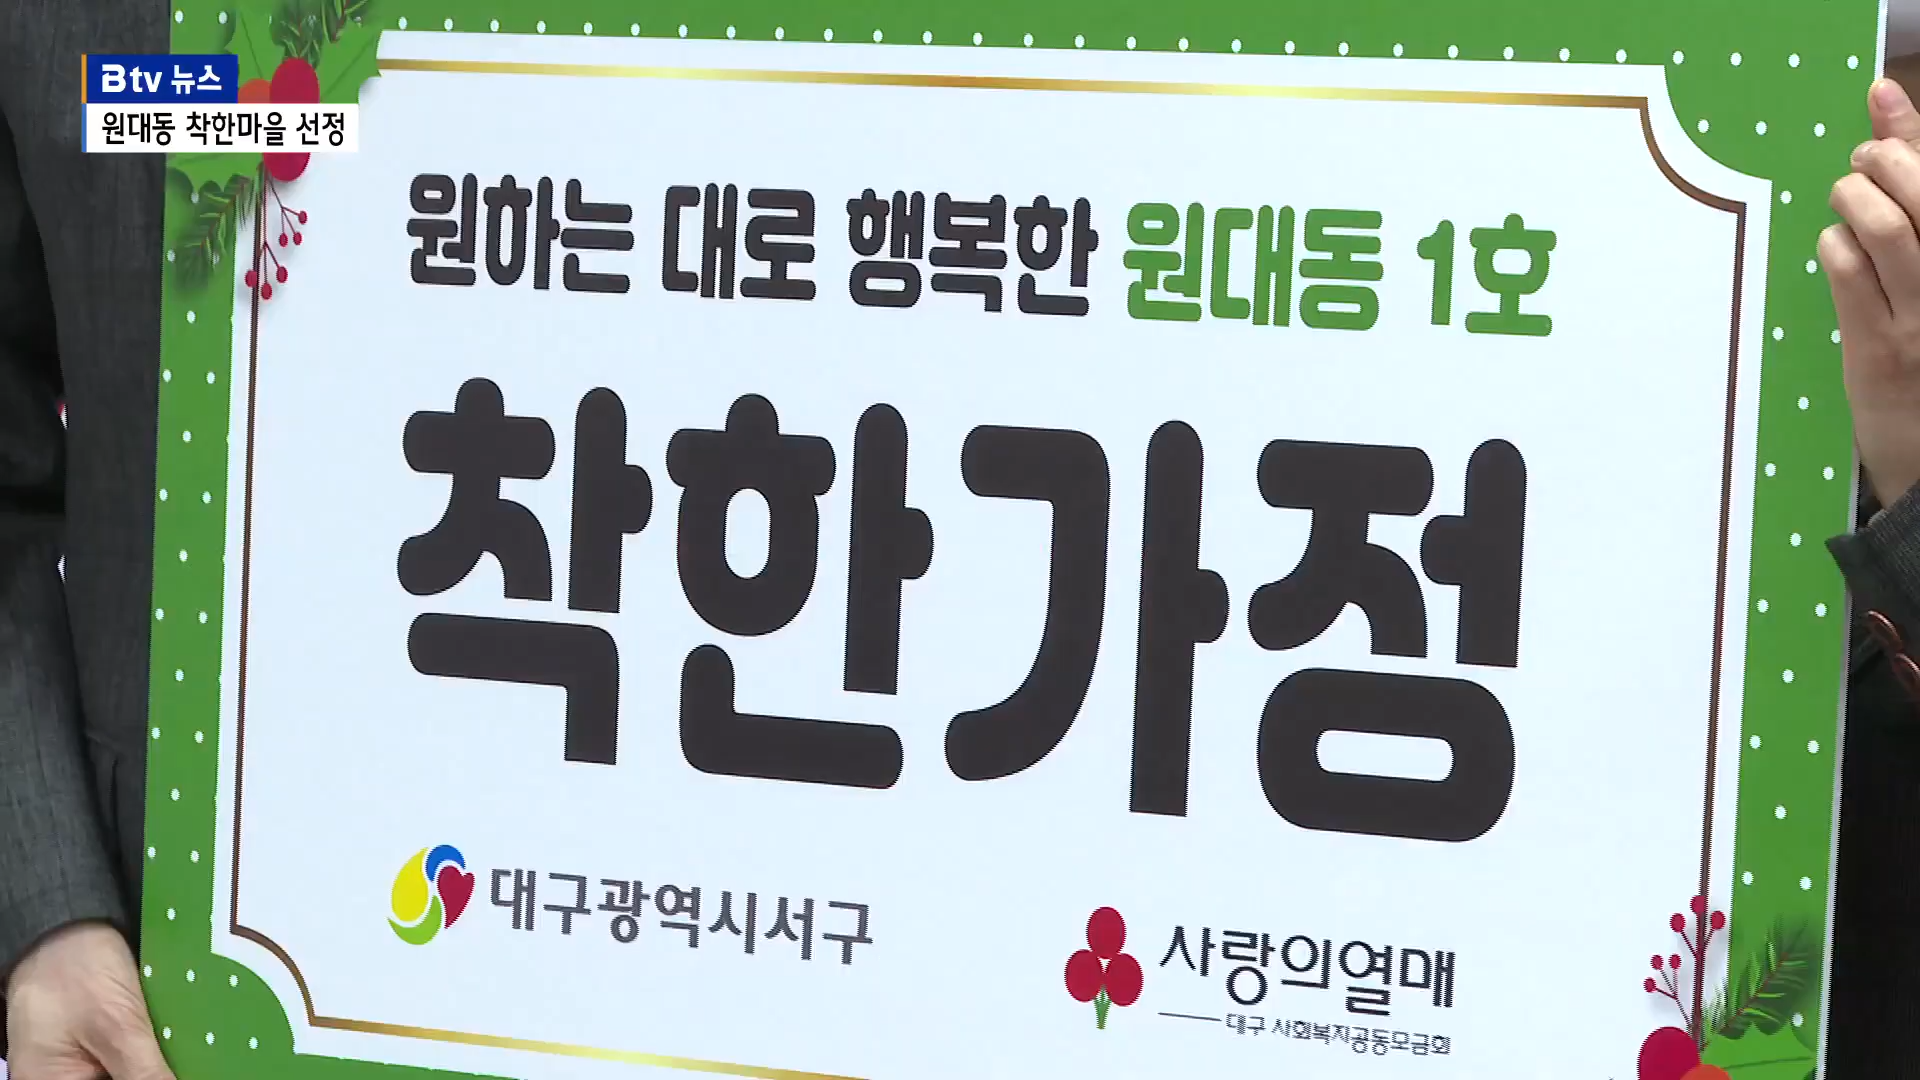 Btv 뉴스
원대동 착한마을 선정
원하는 대로 행복한 원대동 1호
착한가정
대구광역시서구
사랑의열매
대구 사회복지공동모금회